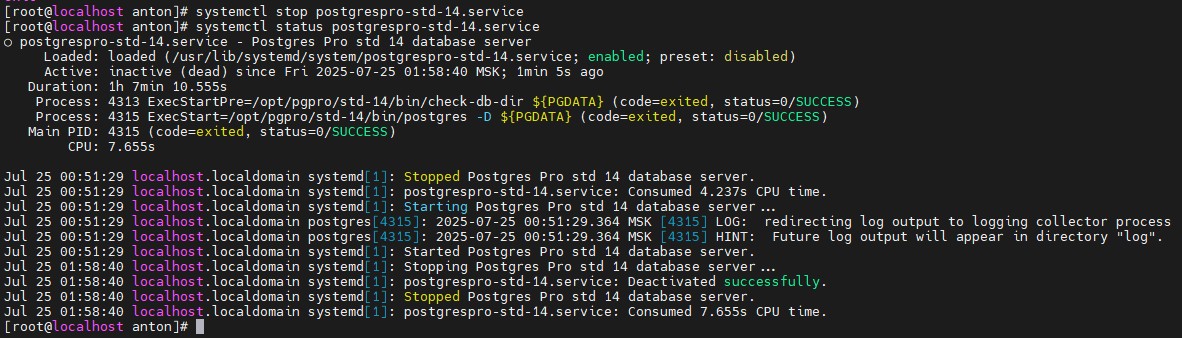 [root@localhost anton]# systemctl stop postgrespro-std-14.service
[root@localhost anton]# systemctl status postgrespro-std-14.service
○ postgrespro-std-14.service - Postgres Pro std 14 database server
     Loaded: loaded (/usr/lib/systemd/system/postgrespro-std-14.service; enabled; preset: disabled)
     Active: inactive (dead) since Fri 2025-07-25 01:58:40 MSK; 1min 5s ago
   Duration: 1h 7min 10.555s
    Process: 4313 ExecStartPre=/opt/pgpro/std-14/bin/check-db-dir ${PGDATA} (code=exited, status=0/SUCCESS)
    Process: 4315 ExecStart=/opt/pgpro/std-14/bin/postgres -D ${PGDATA} (code=exited, status=0/SUCCESS)
   Main PID: 4315 (code=exited, status=0/SUCCESS)
        CPU: 7.655s

Jul 25 00:51:29 localhost.localdomain systemd[1]: Stopped Postgres Pro std 14 database server.
Jul 25 00:51:29 localhost.localdomain systemd[1]: postgrespro-std-14.service: Consumed 4.237s CPU time.
Jul 25 00:51:29 localhost.localdomain systemd[1]: Starting Postgres Pro std 14 database server...
Jul 25 00:51:29 localhost.localdomain postgres[4315]: 2025-07-25 00:51:29.364 MSK [4315] LOG:  redirecting log output to logging collector process
Jul 25 00:51:29 localhost.localdomain postgres[4315]: 2025-07-25 00:51:29.364 MSK [4315] HINT:  Future log output will appear in directory "log".
Jul 25 00:51:29 localhost.localdomain systemd[1]: Started Postgres Pro std 14 database server.
Jul 25 01:58:40 localhost.localdomain systemd[1]: Stopping Postgres Pro std 14 database server...
Jul 25 01:58:40 localhost.localdomain systemd[1]: postgrespro-std-14.service: Deactivated successfully.
Jul 25 01:58:40 localhost.localdomain systemd[1]: Stopped Postgres Pro std 14 database server.
Jul 25 01:58:40 localhost.localdomain systemd[1]: postgrespro-std-14.service: Consumed 7.655s CPU time.
[root@localhost anton]#